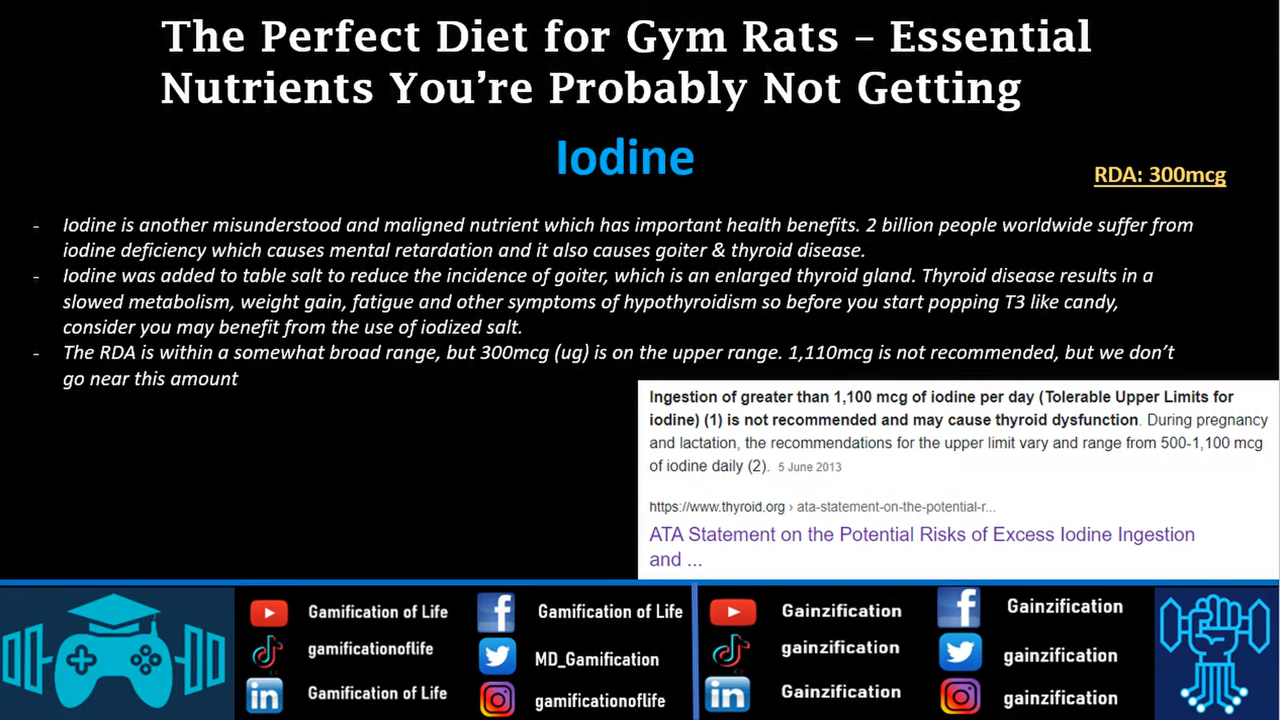 The Perfect Diet for Gym Rats – Essential
Nutrients You're Probably Not Getting
Iodine
RDA: 300mcg
- Iodine is another misunderstood and maligned nutrient which has important health benefits. 2 billion people worldwide suffer from
iodine deficiency which causes mental retardation and it also causes goiter & thyroid disease.
- Iodine was added to table salt to reduce the incidence of goiter, which is an enlarged thyroid gland. Thyroid disease results in a
slowed metabolism, weight gain, fatigue and other symptoms of hypothyroidism so before you start popping T3 like candy,
consider you may benefit from the use of iodized salt.
- The RDA is within a somewhat broad range, but 300mcg (ug) is on the upper range. 1,110mcg is not recommended, but we don't
go near this amount
Ingestion of greater than 1,100 mcg of iodine per day (Tolerable Upper Limits for
iodine) (1) is not recommended and may cause thyroid dysfunction. During pregnancy
and lactation, the recommendations for the upper limit vary and range from 500-1,100 mcg
of iodine daily (2). 5 June 2013
https://www.thyroid.org › ata-statement-on-the-potential-r...
ATA Statement on the Potential Risks of Excess Iodine Ingestion
and ...
Gamification of Life
gamificationoflife
Gamification of Life
Gamification of Life
MD_Gamification
gamificationoflife
Gainzification
gainzification
Gainzification
Gainzification
gainzification
gainzification